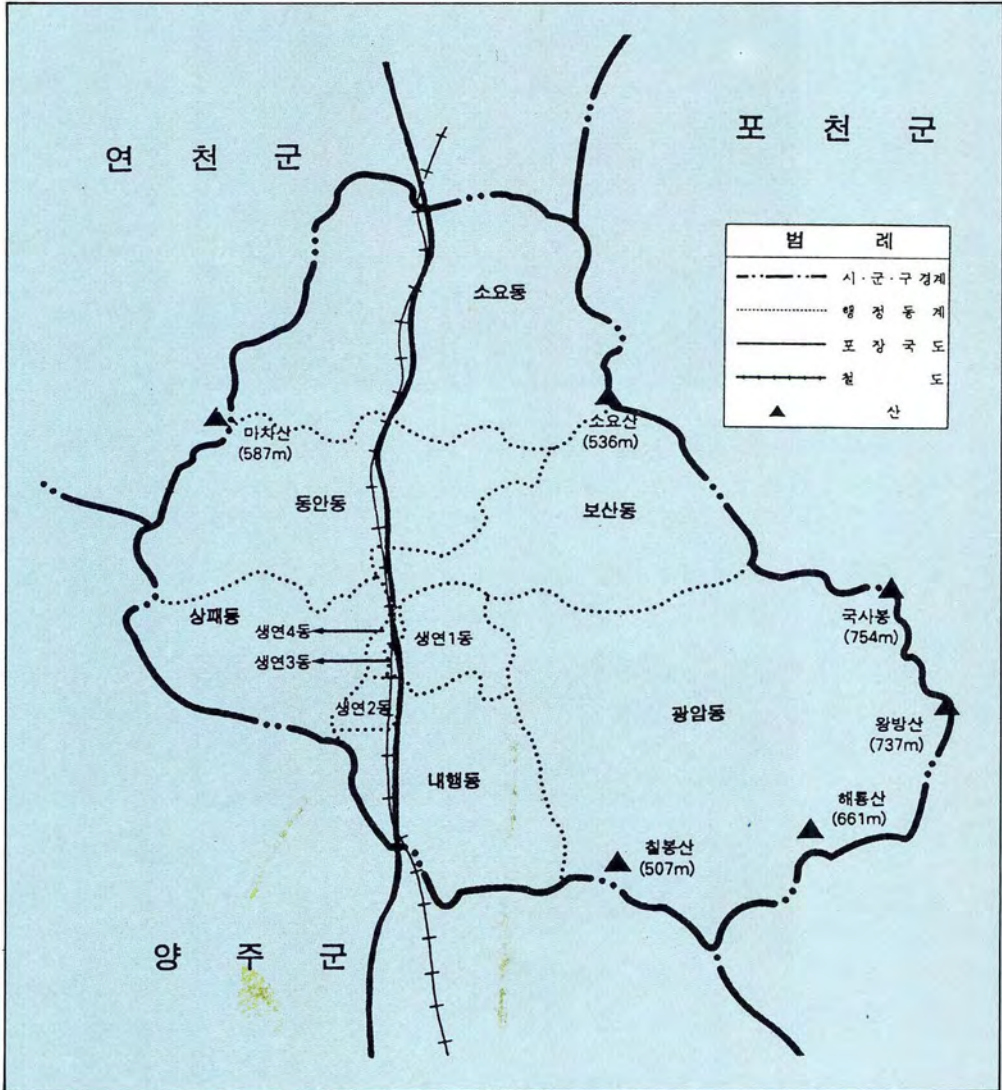 포 천 군
연 천 군
범 례
시·군·구 경계
행 정 동 계
포 장 국 도
철 도
산
소요동
소요산
(536m)
마차산
(587m)
동안동
보산동
국사봉
(754m)
상패동
생연4동
생연1동
생연3동
생연2동
광암동
왕방산
(737m)
내행동
해룡산
(661m)
칠봉산
(507m)
양 주 군